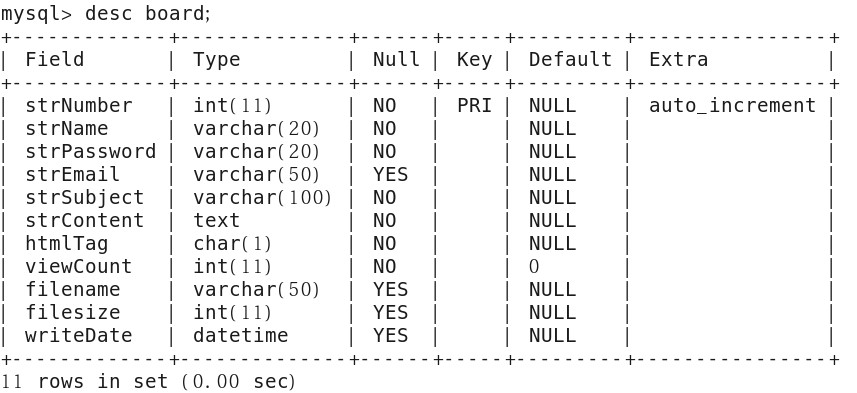 mysql> desc board;
+-------------+--------------+------+-----+---------+----------------+
| Field       | Type         | Null | Key | Default | Extra          |
+-------------+--------------+------+-----+---------+----------------+
| strNumber   | int(11)      | NO   | PRI | NULL    | auto_increment |
| strName     | varchar(20)  | NO   |     | NULL    |                |
| strPassword | varchar(20)  | NO   |     | NULL    |                |
| strEmail    | varchar(50)  | YES  |     | NULL    |                |
| strSubject  | varchar(100) | NO   |     | NULL    |                |
| strContent  | text         | NO   |     | NULL    |                |
| htmlTag     | char(1)      | NO   |     | NULL    |                |
| viewCount   | int(11)      | NO   |     | 0       |                |
| filename    | varchar(50)  | YES  |     | NULL    |                |
| filesize    | int(11)      | YES  |     | NULL    |                |
| writeDate   | datetime     | YES  |     | NULL    |                |
+-------------+--------------+------+-----+---------+----------------+
11 rows in set (0.00 sec)